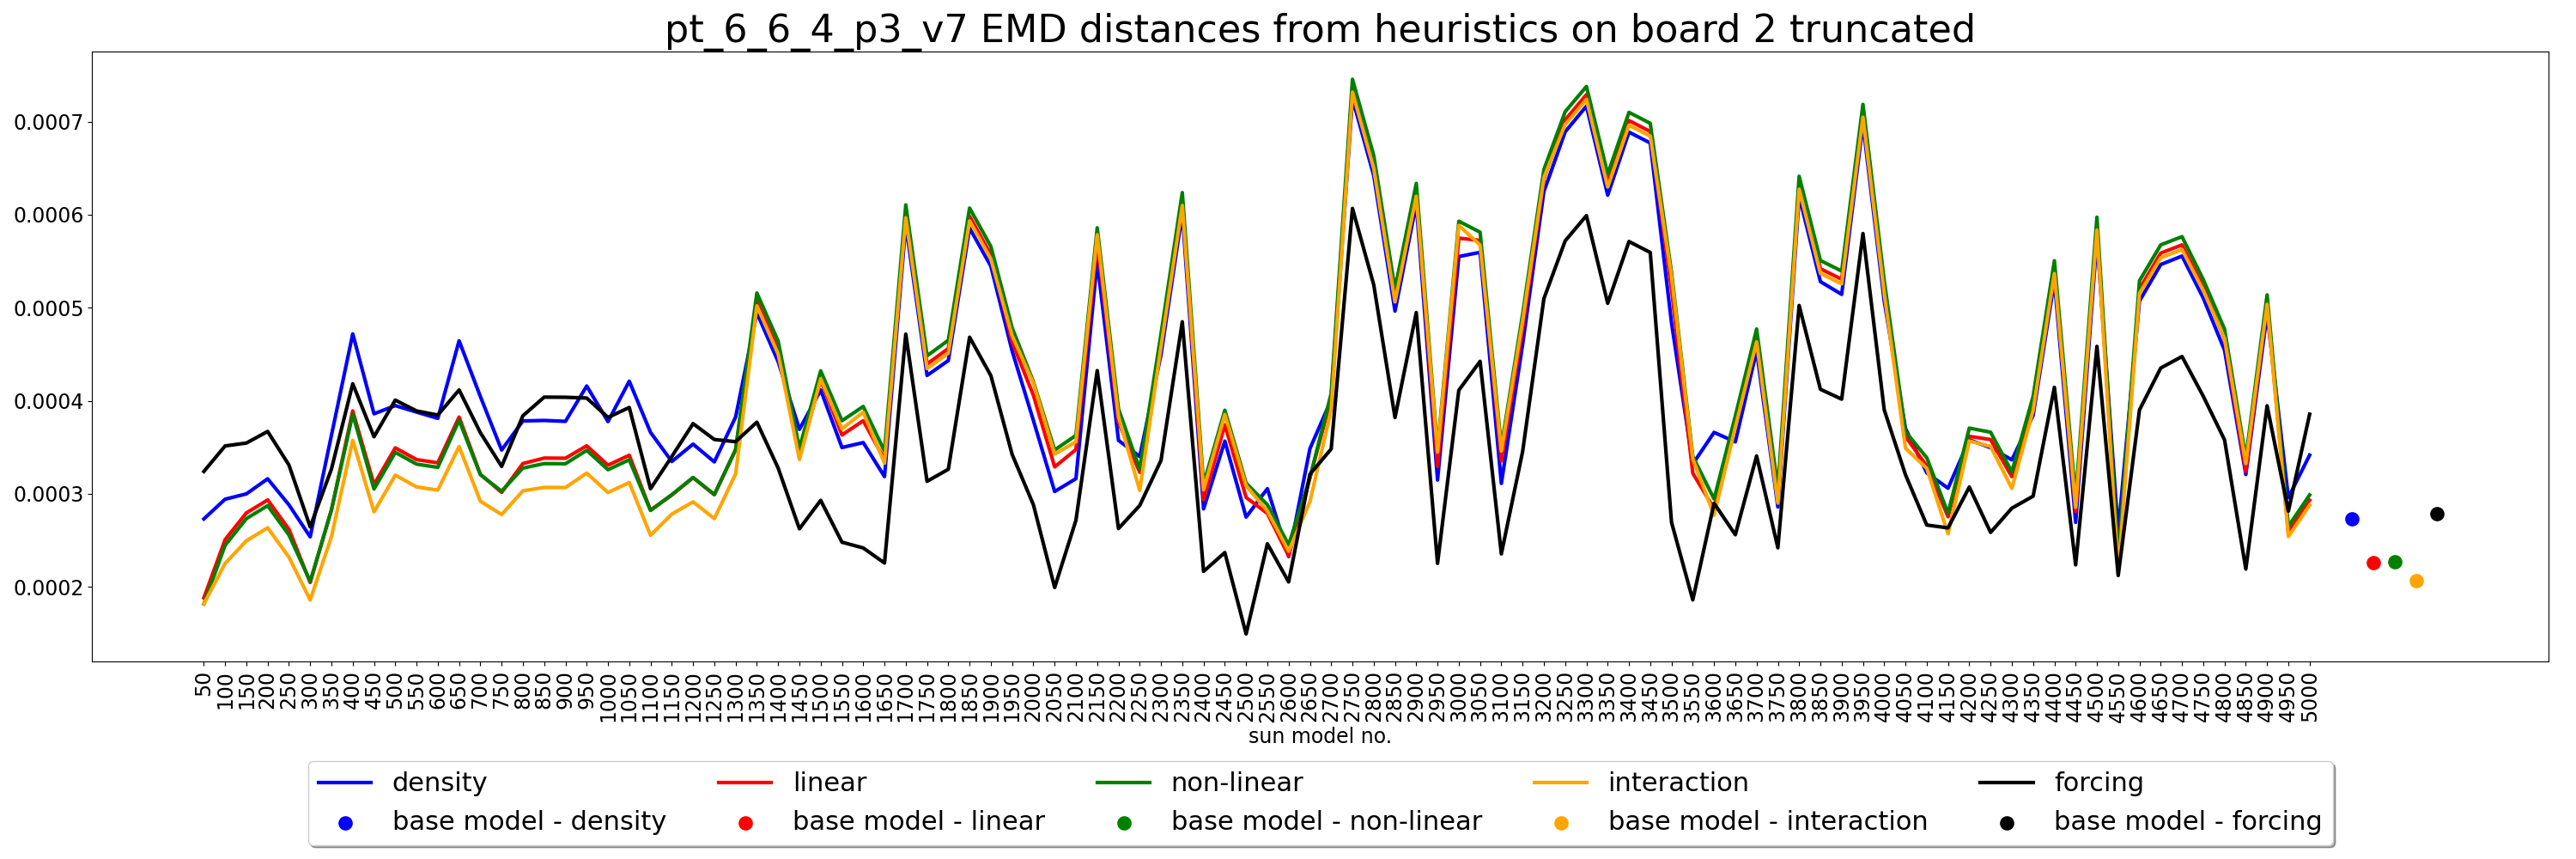 pt_6_6_4_p3_v7 EMD distances from heuristics on board 2 truncated
0.0007
0.0006
0.0005
0.0004
0.0003
0.0002
50 100 150 200 250 300 350 400 450 500 550 600 650 700 750 800 850 900 950 1000 1050 1100 1150 1200 1250 1300 1350 1400 1450 1500 1550 1600 1650 1700 1750 1800 1850 1900 1950 2000 2050 2100 2150 2200 2250 2300 2350 2400 2450 2500 2550 2600 2650 2700 2750 2800 2850 2900 2950 3000 3050 3100 3150 3200 3250 3300 3350 3400 3450 3500 3550 3600 3650 3700 3750 3800 3850 3900 3950 4000 4050 4100 4150 4200 4250 4300 4350 4400 4450 4500 4550 4600 4650 4700 4750 4800 4850 4900 4950 5000
sun model no.
density linear non-linear interaction forcing
base model - density base model - linear base model - non-linear base model - interaction base model - forcing